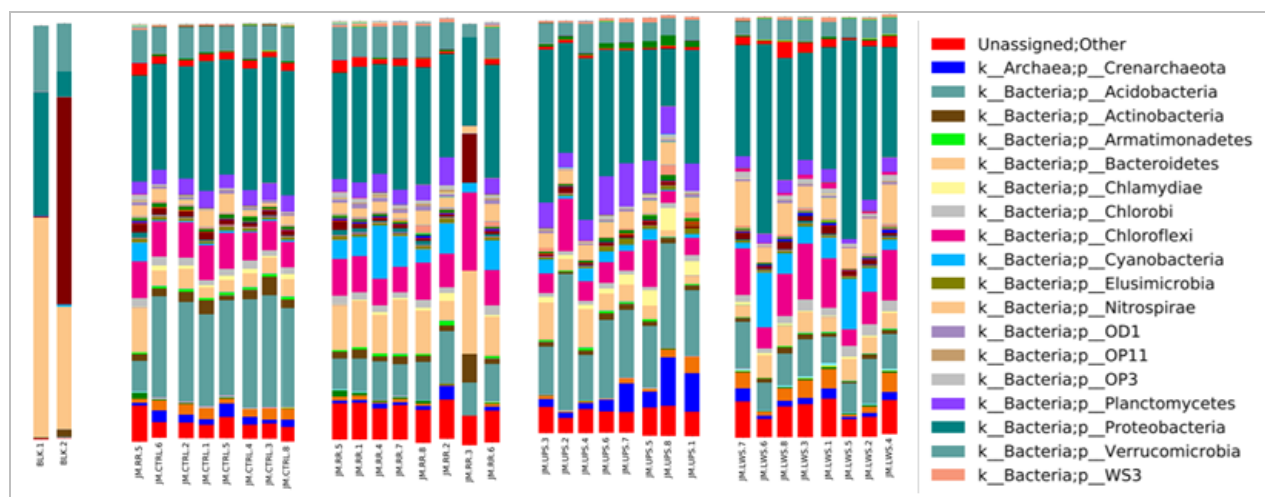 Unassigned;Other
k__Archaea;p__Crenarchaeota
k__Bacteria;p__Acidobacteria
k__Bacteria;p__Actinobacteria
k__Bacteria;p__Armatimonadetes
k__Bacteria;p__Bacteroidetes
k__Bacteria;p__Chlamydiae
k__Bacteria;p__Chlorobi
k__Bacteria;p__Chloroflexi
k__Bacteria;p__Cyanobacteria
k__Bacteria;p__Elusimicrobia
k__Bacteria;p__Nitrospirae
k__Bacteria;p__OD1
k__Bacteria;p__OP11
k__Bacteria;p__OP3
k__Bacteria;p__Planctomycetes
k__Bacteria;p__Proteobacteria
k__Bacteria;p__Verrucomicrobia
k__Bacteria;p__WS3
BLK.1
BLK.2
JM.RR.5
JM.CTRL.6
JM.CTRL.2
JM.CTRL.1
JM.CTRL.5
JM.CTRL.4
JM.CTRL.3
JM.CTRL.8
JM.RR.5
JM.RR.1
JM.RR.4
JM.RR.7
JM.RR.8
JM.RR.2
JM.RR.3
JM.RR.6
JM.UPS.3
JM.UPS.2
JM.UPS.4
JM.UPS.6
JM.UPS.7
JM.UPS.5
JM.UPS.8
JM.UPS.1
JM.LWS.7
JM.LWS.6
JM.LWS.8
JM.LWS.3
JM.LWS.1
JM.LWS.5
JM.LWS.2
JM.LWS.4